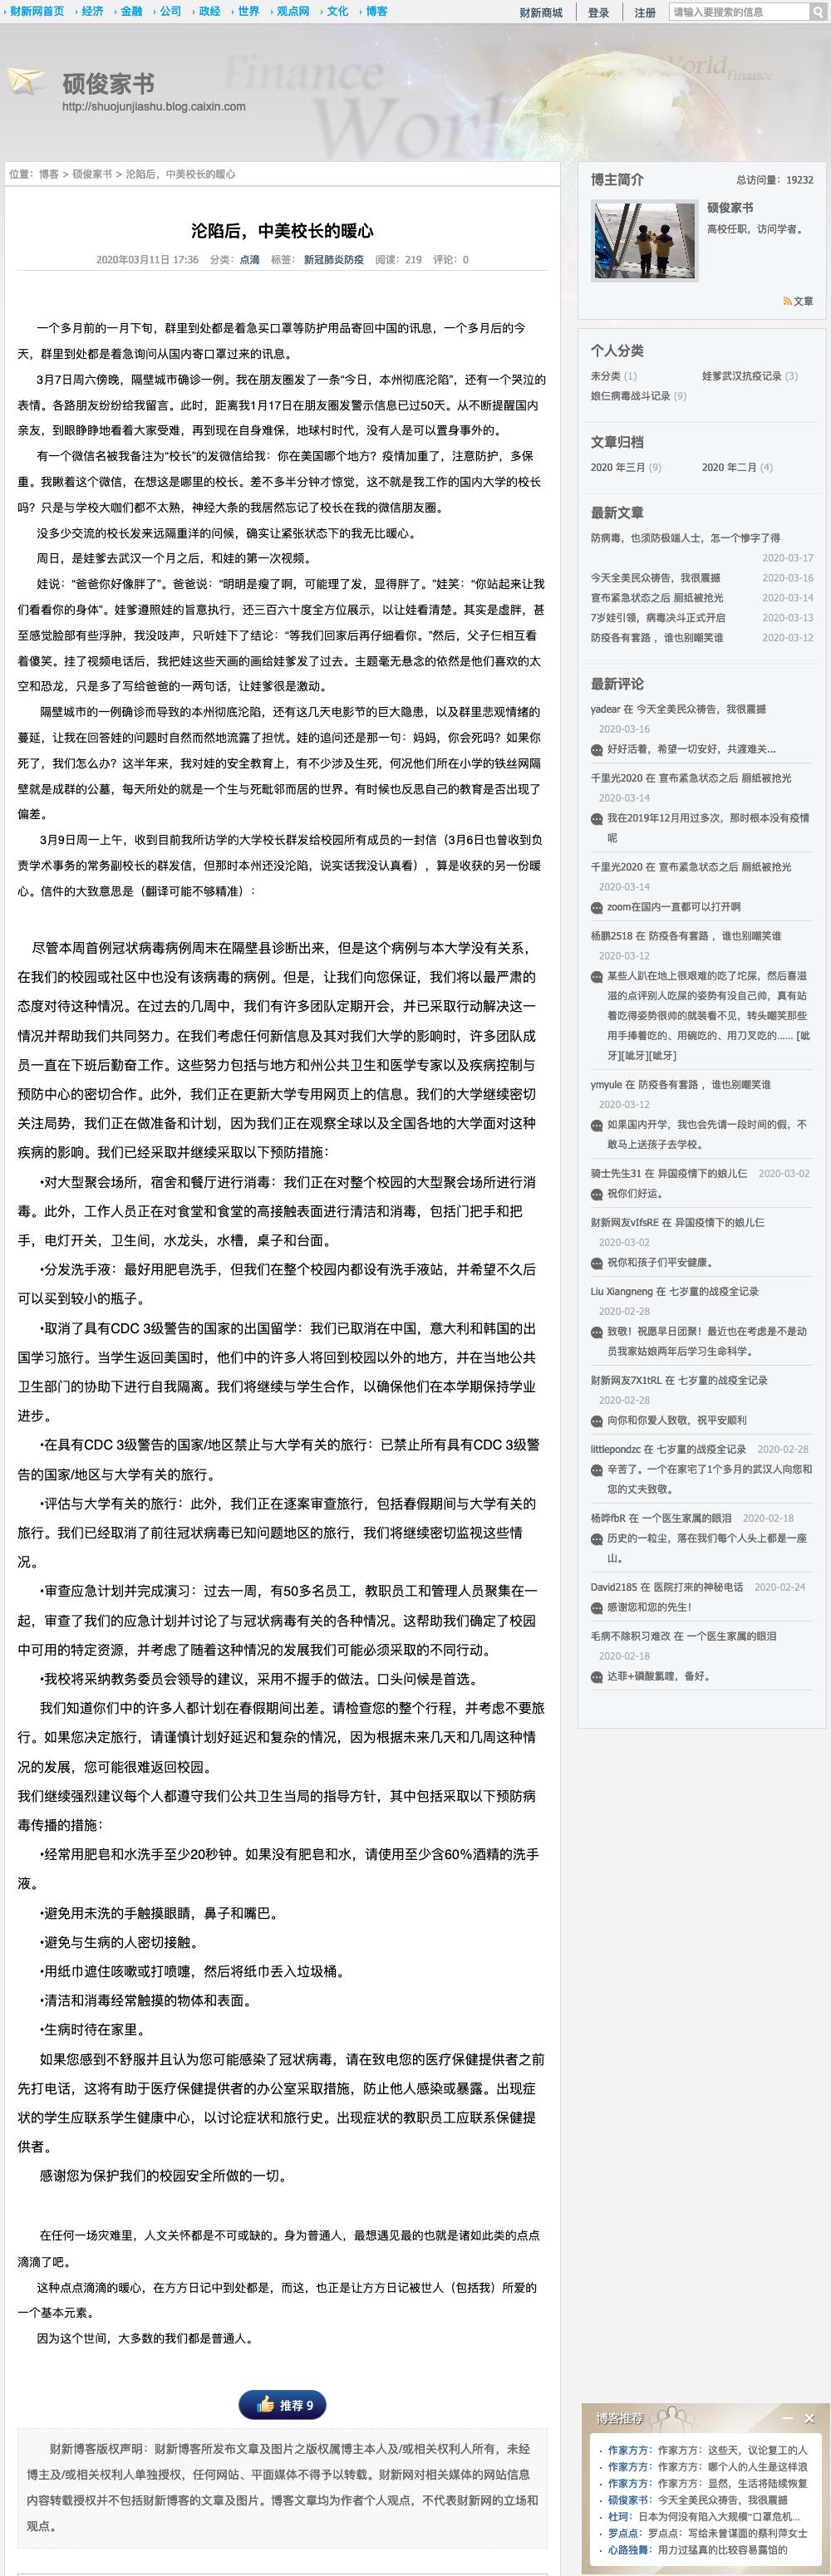 › 财新网首页 › 经济 › 金融 › 公司 › 政经 › 世界 › 观点网 › 文化 › 博客
财新商城 登录 注册 请输入要搜索的信息
硕俊家书
http://shuojunjiashu.blog.caixin.com
Finance
World
World
Finance
位置：博客 > 硕俊家书 > 沦陷后，中美校长的暖心
沦陷后，中美校长的暖心
2020年03月11日 17:36 分类：点滴 标签： 新冠肺炎防疫 阅读：219 评论：0
一个多月前的一月下旬，群里到处都是着急买口罩等防护用品寄回中国的讯息，一个多月后的今
天，群里到处都是着急询问从国内寄口罩过来的讯息。
3月7日周六傍晚，隔壁城市确诊一例。我在朋友圈发了一条“今日，本州彻底沦陷”，还有一个哭泣的
表情。各路朋友纷纷给我留言。此时，距离我1月17日在朋友圈发警示信息已过50天。从不断提醒国内
亲友，到眼睁睁地看着大家受难，再到现在自身难保，地球村时代，没有人是可以置身事外的。
有一个微信名被我备注为“校长”的发微信给我：你在美国哪个地方？疫情加重了，注意防护，多保
重。我瞅着这个微信，在想这是哪里的校长。差不多半分钟才惊觉，这不就是我工作的国内大学的校长
吗？只是与学校大咖们都不太熟，神经大条的我居然忘记了校长在我的微信朋友圈。
没多少交流的校长发来远隔重洋的问候，确实让紧张状态下的我无比暖心。
周日，是娃爹去武汉一个月之后，和娃的第一次视频。
娃说：“爸爸你好像胖了”。爸爸说：“明明是瘦了啊，可能理了发，显得胖了。”娃笑：“你站起来让我
们看看你的身体”。娃爹遵照娃的旨意执行，还三百六十度全方位展示，以让娃看清楚。其实是虚胖，甚
至感觉脸部有些浮肿，我没吱声，只听娃下了结论：“等我们回家后再仔细看你。”然后，父子仨相互看
着傻笑。挂了视频电话后，我把娃这些天画的画给娃爹发了过去。主题毫无悬念的依然是他们喜欢的太
空和恐龙，只是多了写给爸爸的一两句话，让娃爹很是激动。
隔壁城市的一例确诊而导致的本州彻底沦陷，还有这几天电影节的巨大隐患，以及群里悲观情绪的
蔓延，让我在回答娃的问题时自然而然地流露了担忧。娃的追问还是那一句：妈妈，你会死吗？如果你
死了，我们怎么办？这半年来，我对娃的安全教育上，有不少涉及生死，何况他们所在小学的铁丝网隔
壁就是成群的公墓，每天所处的就是一个生与死毗邻而居的世界。有时候也反思自己的教育是否出现了
偏差。
3月9日周一上午，收到目前我所访学的大学校长群发给校园所有成员的一封信（3月6日也曾收到负
责学术事务的常务副校长的群发信，但那时本州还没沦陷，说实话我没认真看），算是收获的另一份暖
心。信件的大致意思是（翻译可能不够精准）：
尽管本周首例冠状病毒病例周末在隔壁县诊断出来，但是这个病例与本大学没有关系，
在我们的校园或社区中也没有该病毒的病例。但是，让我们向您保证，我们将以最严肃的
态度对待这种情况。在过去的几周中，我们有许多团队定期开会，并已采取行动解决这一
情况并帮助我们共同努力。在我们考虑任何新信息及其对我们大学的影响时，许多团队成
员一直在下班后勤奋工作。这些努力包括与地方和州公共卫生和医学专家以及疾病控制与
预防中心的密切合作。此外，我们正在更新大学专用网页上的信息。我们的大学继续密切
关注局势，我们正在做准备和计划，因为我们正在观察全球以及全国各地的大学面对这种
疾病的影响。我们已经采取并继续采取以下预防措施：
•对大型聚会场所，宿舍和餐厅进行消毒：我们正在对整个校园的大型聚会场所进行消
毒。此外，工作人员正在对食堂和食堂的高接触表面进行清洁和消毒，包括门把手和把
手，电灯开关，卫生间，水龙头，水槽，桌子和台面。
•分发洗手液：最好用肥皂洗手，但我们在整个校园内都设有洗手液站，并希望不久后
可以买到较小的瓶子。
•取消了具有CDC 3级警告的国家的出国留学：我们已取消在中国，意大利和韩国的出
国学习旅行。当学生返回美国时，他们中的许多人将回到校园以外的地方，并在当地公共
卫生部门的协助下进行自我隔离。我们将继续与学生合作，以确保他们在本学期保持学业
进步。
•在具有CDC 3级警告的国家/地区禁止与大学有关的旅行：已禁止所有具有CDC 3级警
告的国家/地区与大学有关的旅行。
•评估与大学有关的旅行：此外，我们正在逐案审查旅行，包括春假期间与大学有关的
旅行。我们已经取消了前往冠状病毒已知问题地区的旅行，我们将继续密切监视这些情
况。
•审查应急计划并完成演习：过去一周，有50多名员工，教职员工和管理人员聚集在一
起，审查了我们的应急计划并讨论了与冠状病毒有关的各种情况。这帮助我们确定了校园
中可用的特定资源，并考虑了随着这种情况的发展我们可能必须采取的不同行动。
•我校将采纳教务委员会领导的建议，采用不握手的做法。口头问候是首选。
我们知道你们中的许多人都计划在春假期间出差。请检查您的整个行程，并考虑不要旅
行。如果您决定旅行，请谨慎计划好延迟和复杂的情况，因为根据未来几天和几周这种情
况的发展，您可能很难返回校园。
我们继续强烈建议每个人都遵守我们公共卫生当局的指导方针，其中包括采取以下预防病
毒传播的措施：
•经常用肥皂和水洗手至少20秒钟。如果没有肥皂和水，请使用至少含60％酒精的洗手
液。
•避免用未洗的手触摸眼睛，鼻子和嘴巴。
•避免与生病的人密切接触。
•用纸巾遮住咳嗽或打喷嚏，然后将纸巾丢入垃圾桶。
•清洁和消毒经常触摸的物体和表面。
•生病时待在家里。
如果您感到不舒服并且认为您可能感染了冠状病毒，请在致电您的医疗保健提供者之前
先打电话，这将有助于医疗保健提供者的办公室采取措施，防止他人感染或暴露。出现症
状的学生应联系学生健康中心，以讨论症状和旅行史。出现症状的教职员工应联系保健提
供者。
感谢您为保护我们的校园安全所做的一切。
在任何一场灾难里，人文关怀都是不可或缺的。身为普通人，最想遇见最的也就是诸如此类的点点
滴滴了吧。
这种点点滴滴的暖心，在方方日记中到处都是，而这，也正是让方方日记被世人（包括我）所爱的
一个基本元素。
因为这个世间，大多数的我们都是普通人。
推荐 9
财新博客版权声明：财新博客所发布文章及图片之版权属博主本人及/或相关权利人所有，未经
博主及/或相关权利人单独授权，任何网站、平面媒体不得予以转载。财新网对相关媒体的网站信息
内容转载授权并不包括财新博客的文章及图片。博客文章均为作者个人观点，不代表财新网的立场和
观点。
博主简介 总访问量：19232
硕俊家书
高校任职，访问学者。
文章
个人分类
未分类 (1) 娃爹武汉抗疫记录 (3)
娘仨病毒战斗记录 (9)
文章归档
2020 年三月 (9) 2020 年二月 (4)
最新文章
防病毒，也须防极端人士，怎一个惨字了得
2020-03-17
今天全美民众祷告，我很震撼 2020-03-16
宣布紧急状态之后 厕纸被抢光 2020-03-14
7岁娃引领，病毒决斗正式开启 2020-03-13
防疫各有套路 ，谁也别嘲笑谁 2020-03-12
最新评论
yadear 在 今天全美民众祷告，我很震撼
2020-03-16
好好活着，希望一切安好，共渡难关...
千里光2020 在 宣布紧急状态之后 厕纸被抢光
2020-03-14
我在2019年12月用过多次，那时根本没有疫情
呢
千里光2020 在 宣布紧急状态之后 厕纸被抢光
2020-03-14
zoom在国内一直都可以打开啊
杨鹏2518 在 防疫各有套路 ，谁也别嘲笑谁
2020-03-12
某些人趴在地上很艰难的吃了坨屎，然后喜滋
滋的点评别人吃屎的姿势有没自己帅，真有站
着吃得姿势很帅的就装看不见，转头嘲笑那些
用手捧着吃的、用碗吃的、用刀叉吃的…… [呲
牙][呲牙][呲牙]
ymyule 在 防疫各有套路 ，谁也别嘲笑谁
2020-03-12
如果国内开学，我也会先请一段时间的假，不
敢马上送孩子去学校。
骑士先生31 在 异国疫情下的娘儿仨 2020-03-02
祝你们好运。
财新网友vIfsRE 在 异国疫情下的娘儿仨
2020-03-02
祝你和孩子们平安健康。
Liu Xiangneng 在 七岁童的战疫全记录
2020-02-28
致敬！祝愿早日团聚！最近也在考虑是不是动
员我家姑娘两年后学习生命科学。
财新网友7X1tRL 在 七岁童的战疫全记录
2020-02-28
向你和你爱人致敬，祝平安顺利
littlepondzc 在 七岁童的战疫全记录 2020-02-28
辛苦了。一个在家宅了1个多月的武汉人向您和
您的丈夫致敬。
杨晔fbR 在 一个医生家属的眼泪 2020-02-18
历史的一粒尘，落在我们每个人头上都是一座
山。
David2185 在 医院打来的神秘电话 2020-02-24
感谢您和您的先生！
毛病不除积习难改 在 一个医生家属的眼泪
2020-02-18
达菲+磷酸氯喹，备好。
博客推荐
· 作家方方：作家方方：这些天，议论复工的人
· 作家方方：作家方方：哪个人的人生是这样浪
· 作家方方：作家方方：显然，生活将陆续恢复
· 硕俊家书：今天全美民众祷告，我很震撼
· 杜珂：日本为何没有陷入大规模“口罩危机...
· 罗点点：罗点点：写给未曾谋面的蔡利萍女士
· 心路独舞：用力过猛真的比较容易露馅的